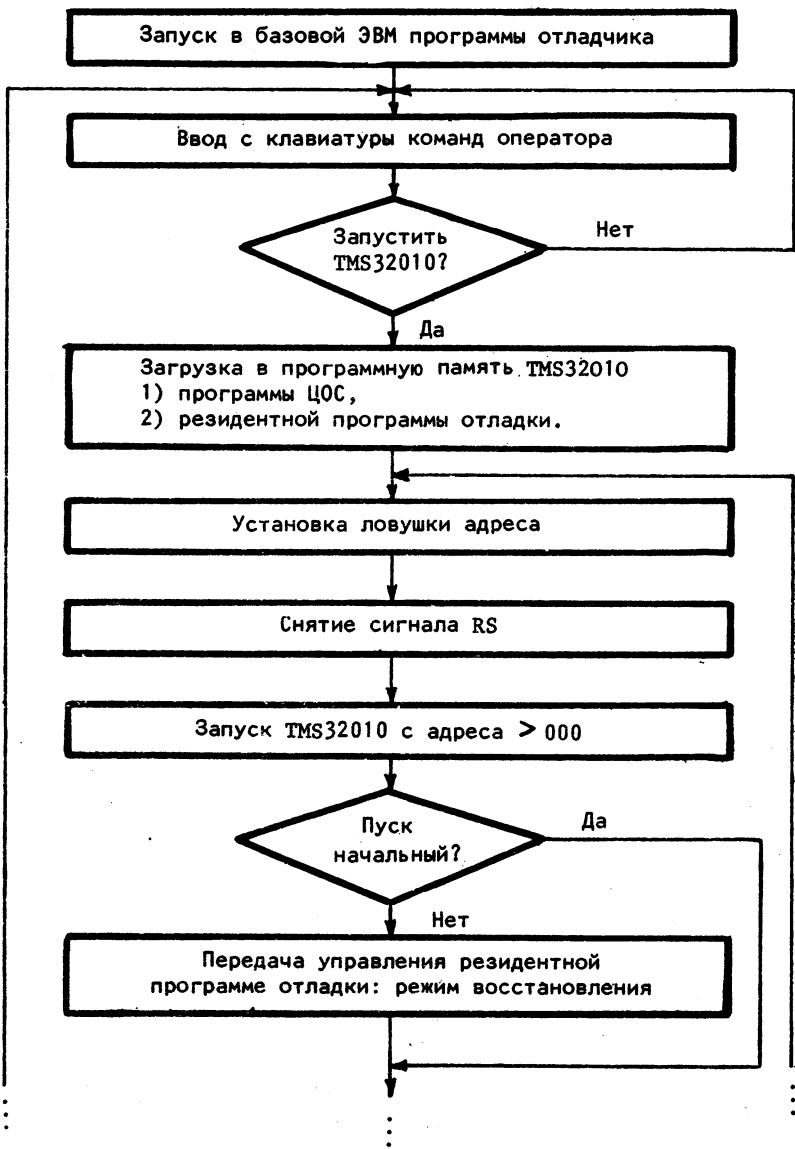 Запуск в базовой ЭВМ программы отладчика
Ввод с клавиатуры команд оператора
Запустить
TMS32010?
Нет
Да
Загрузка в программную память TMS32010
1) программы ЦОС,
2) резидентной программы отладки.
Установка ловушки адреса
Снятие сигнала RS
Запуск TMS32010 с адреса > 000
Пуск
начальный?
Да
Нет
Передача управления резидентной
программе отладки: режим восстановления